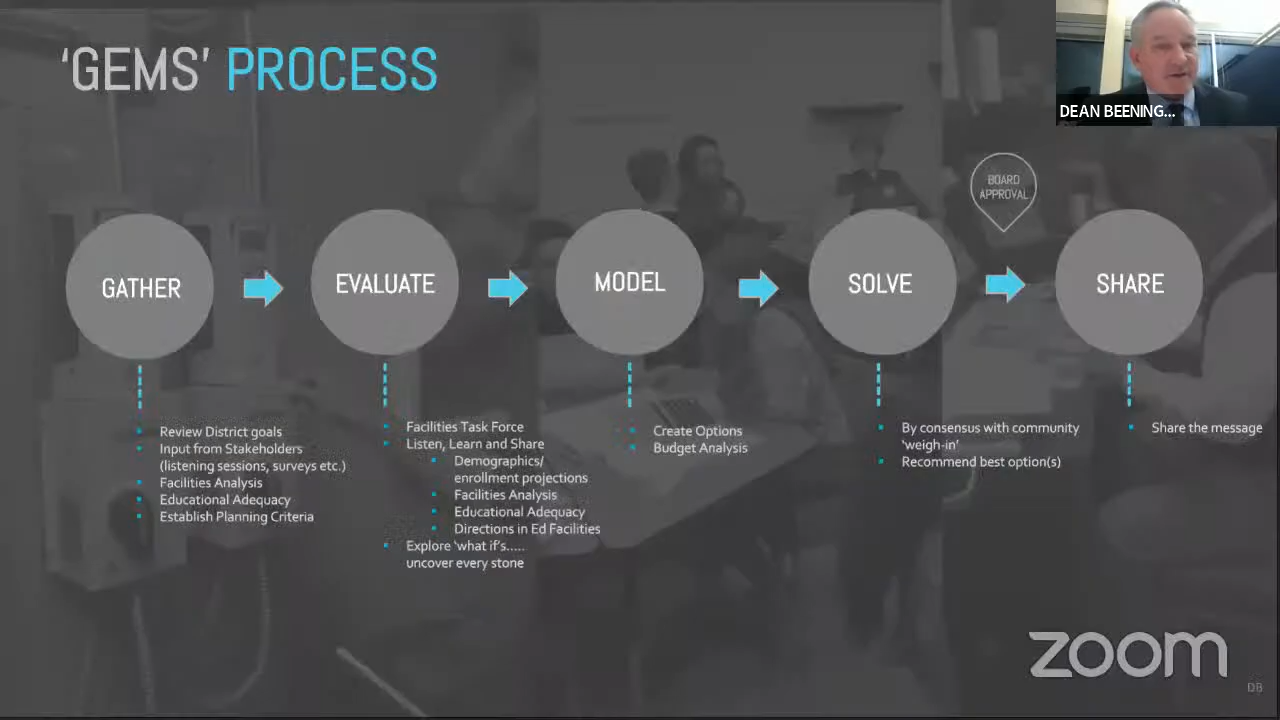 ‘GEMS’ PROCESS
DEAN BEENING...
BOARD
APPROVAL
GATHER
EVALUATE
MODEL
SOLVE
SHARE
Review District goals
Input from Stakeholders
(listening sessions, surveys etc.)
Facilities Analysis
Educational Adequacy
Establish Planning Criteria
Facilities Task Force
Listen, Learn and Share
Demographics/
enrollment projections
Facilities Analysis
Educational Adequacy
Directions in Ed Facilities
Explore ‘what if’s.....
uncover every stone
Create Options
Budget Analysis
By consensus with community
‘weigh-in’
Recommend best option(s)
Share the message
zoom
DB